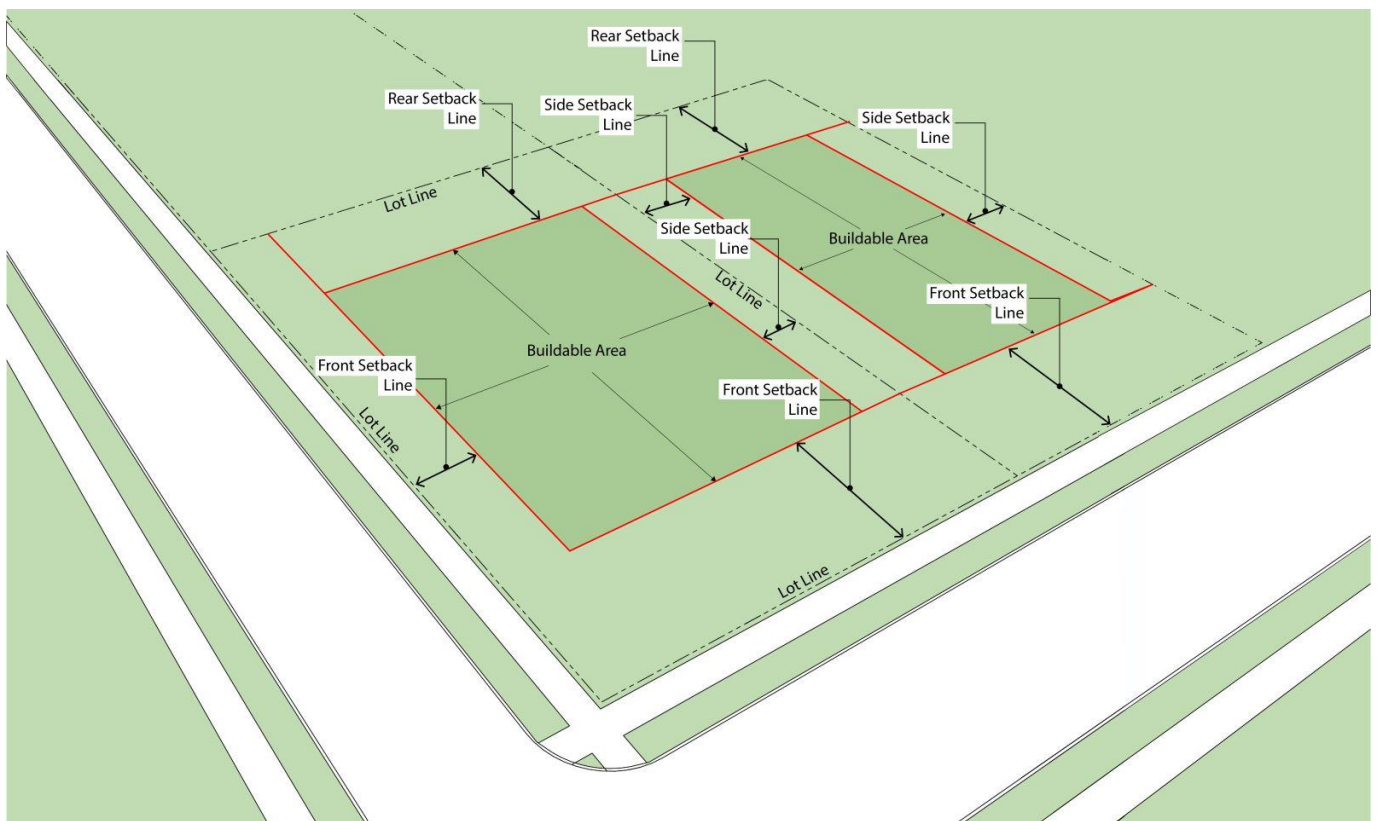 Rear Setback
Line
Rear Setback
Line
Side Setback
Line
Side Setback
Line
Lot Line
Side Setback
Line
Buildable Area
Lot Line
Front Setback
Line
Buildable Area
Front Setback
Line
Front Setback
Line
Lot Line
Lot Line